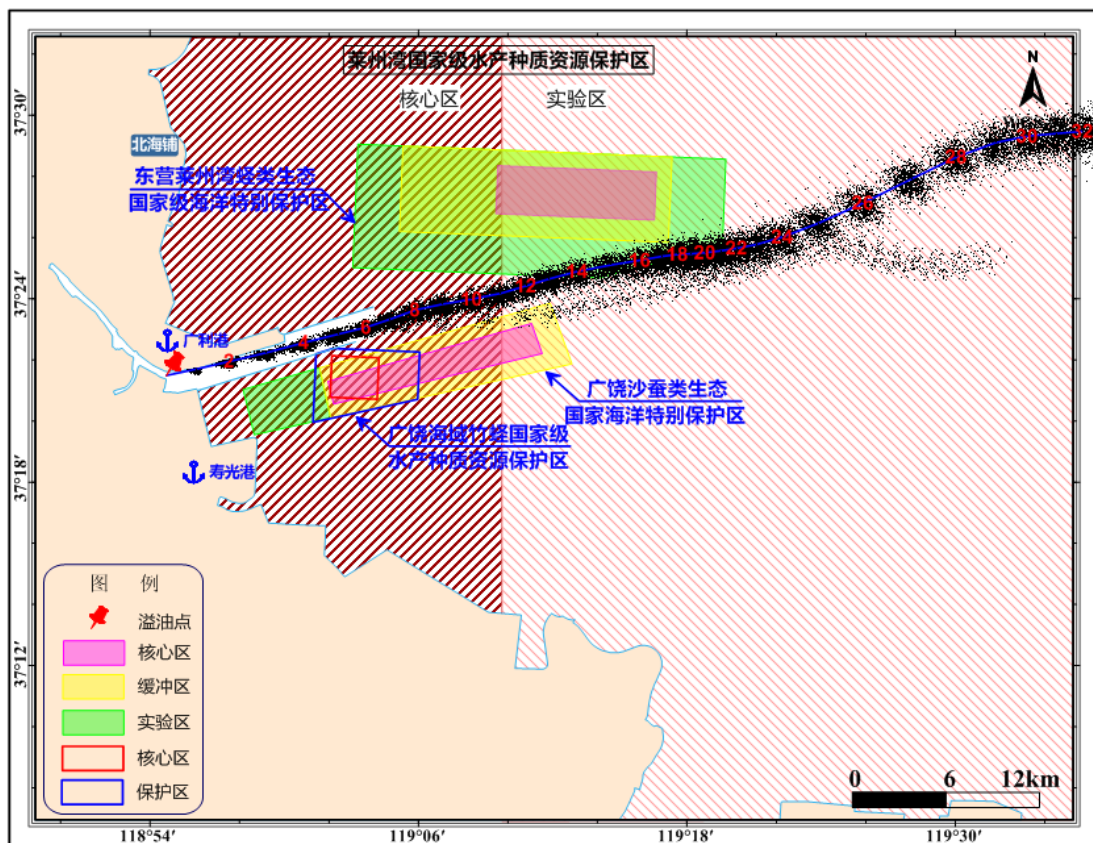 莱州湾国家级水产种质资源保护区
核心区
实验区
N
37°30′
37°24′
37°18′
37°12′
北海铺
东营莱州湾蛏类生态
国家级海洋特别保护区
2
4
6
8
10
12
14
16
18
20
22
24
26
28
30
32
广利港
广饶沙蚕类生态
国家海洋特别保护区
广饶海域竹蛏国家级
水产种质资源保护区
寿光港
图 例
溢油点
核心区
缓冲区
实验区
核心区
保护区
0 6 12km
118°54′
119°06′
119°18′
119°30′